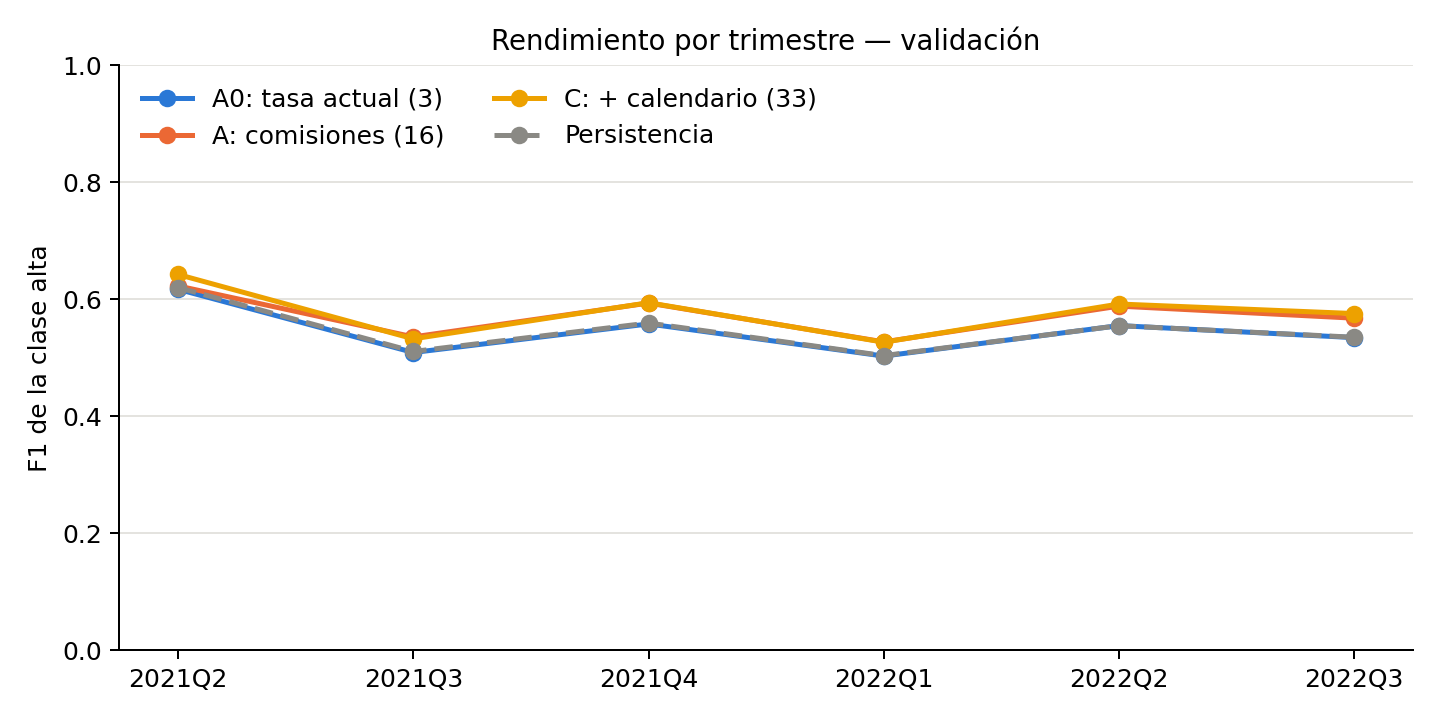 Rendimiento por trimestre — validación
1.0
0.8
0.6
0.4
0.2
0.0
F1 de la clase alta
A0: tasa actual (3)
A: comisiones (16)
C: + calendario (33)
Persistencia
2021Q2
2021Q3
2021Q4
2022Q1
2022Q2
2022Q3